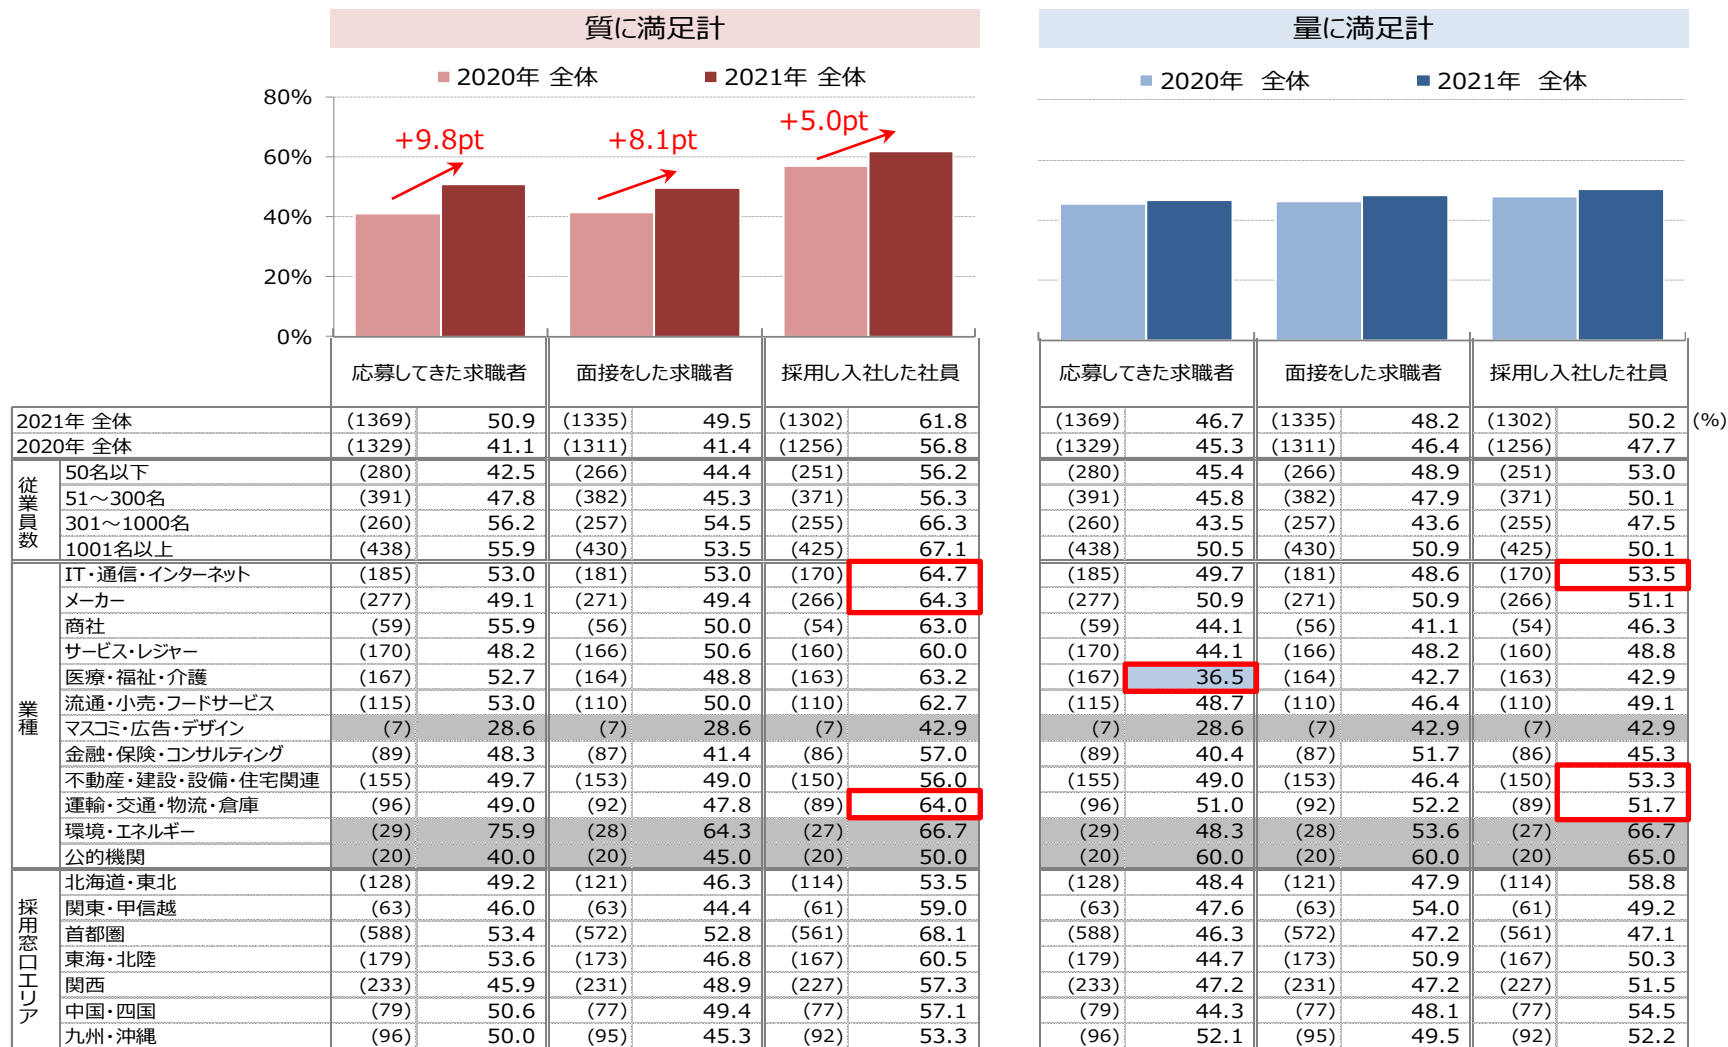 質に満足計 量に満足計
2020年 全体 2021年 全体 2020年 全体 2021年 全体
80%
60%
40%
20%
0%
+9.8pt +8.1pt +5.0pt
応募してきた求職者 面接をした求職者 採用し入社した社員 応募してきた求職者 面接をした求職者 採用し入社した社員
2021年 全体 (1369) 50.9 (1335) 49.5 (1302) 61.8 (1369) 46.7 (1335) 48.2 (1302) 50.2 (%)
2020年 全体 (1329) 41.1 (1311) 41.4 (1256) 56.8 (1329) 45.3 (1311) 46.4 (1256) 47.7
従業員数
50名以下 (280) 42.5 (266) 44.4 (251) 56.2 (280) 45.4 (266) 48.9 (251) 53.0
51～300名 (391) 47.8 (382) 45.3 (371) 56.3 (391) 45.8 (382) 47.9 (371) 50.1
301～1000名 (260) 56.2 (257) 54.5 (255) 66.3 (260) 43.5 (257) 43.6 (255) 47.5
1001名以上 (438) 55.9 (430) 53.5 (425) 67.1 (438) 50.5 (430) 50.9 (425) 50.1
業種
IT・通信・インターネット (185) 53.0 (181) 53.0 (170) 64.7 (185) 49.7 (181) 48.6 (170) 53.5
メーカー (277) 49.1 (271) 49.4 (266) 64.3 (277) 50.9 (271) 50.9 (266) 51.1
商社 (59) 55.9 (56) 50.0 (54) 63.0 (59) 44.1 (56) 41.1 (54) 46.3
サービス・レジャー (170) 48.2 (166) 50.6 (160) 60.0 (170) 44.1 (166) 48.2 (160) 48.8
医療・福祉・介護 (167) 52.7 (164) 48.8 (163) 63.2 (167) 36.5 (164) 42.7 (163) 42.9
流通・小売・フードサービス (115) 53.0 (110) 50.0 (110) 62.7 (115) 48.7 (110) 46.4 (110) 49.1
マスコミ・広告・デザイン (7) 28.6 (7) 28.6 (7) 42.9 (7) 28.6 (7) 42.9 (7) 42.9
金融・保険・コンサルティング (89) 48.3 (87) 41.4 (86) 57.0 (89) 40.4 (87) 51.7 (86) 45.3
不動産・建設・設備・住宅関連 (155) 49.7 (153) 49.0 (150) 56.0 (155) 49.0 (153) 46.4 (150) 53.3
運輸・交通・物流・倉庫 (96) 49.0 (92) 47.8 (89) 64.0 (96) 51.0 (92) 52.2 (89) 51.7
環境・エネルギー (29) 75.9 (28) 64.3 (27) 66.7 (29) 48.3 (28) 53.6 (27) 66.7
公的機関 (20) 40.0 (20) 45.0 (20) 50.0 (20) 60.0 (20) 60.0 (20) 65.0
採用窓口エリア
北海道・東北 (128) 49.2 (121) 46.3 (114) 53.5 (128) 48.4 (121) 47.9 (114) 58.8
関東・甲信越 (63) 46.0 (63) 44.4 (61) 59.0 (63) 47.6 (63) 54.0 (61) 49.2
首都圏 (588) 53.4 (572) 52.8 (561) 68.1 (588) 46.3 (572) 47.2 (561) 47.1
東海・北陸 (179) 53.6 (173) 46.8 (167) 60.5 (179) 44.7 (173) 50.9 (167) 50.3
関西 (233) 45.9 (231) 48.9 (227) 57.3 (233) 47.2 (231) 47.2 (227) 51.5
中国・四国 (79) 50.6 (77) 49.4 (77) 57.1 (79) 44.3 (77) 48.1 (77) 54.5
九州・沖縄 (96) 50.0 (95) 45.3 (92) 53.3 (96) 52.1 (95) 49.5 (92) 52.2